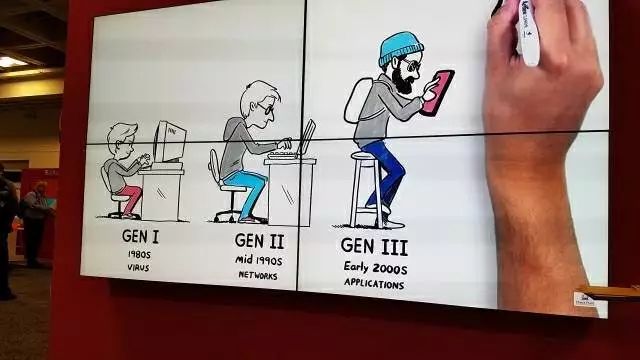 GEN I
1980s
VIRUS
GEN II
Mid 1990s
NETWORKS
GEN III
Early 2000s
APPLICATIONS